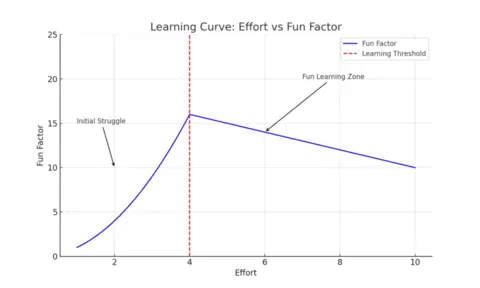 Learning Curve: Effort vs Fun Factor
25
20
15
10
5
0
Fun Factor
Fun Factor
Learning Threshold
Fun Learning Zone
Initial Struggle
2
4
6
8
10
Effort